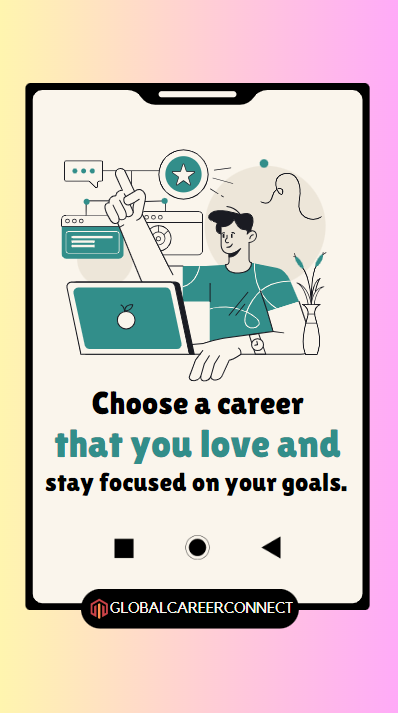 Choose a career
that you love and
stay focused on your goals.
GLOBALCAREERCONNECT